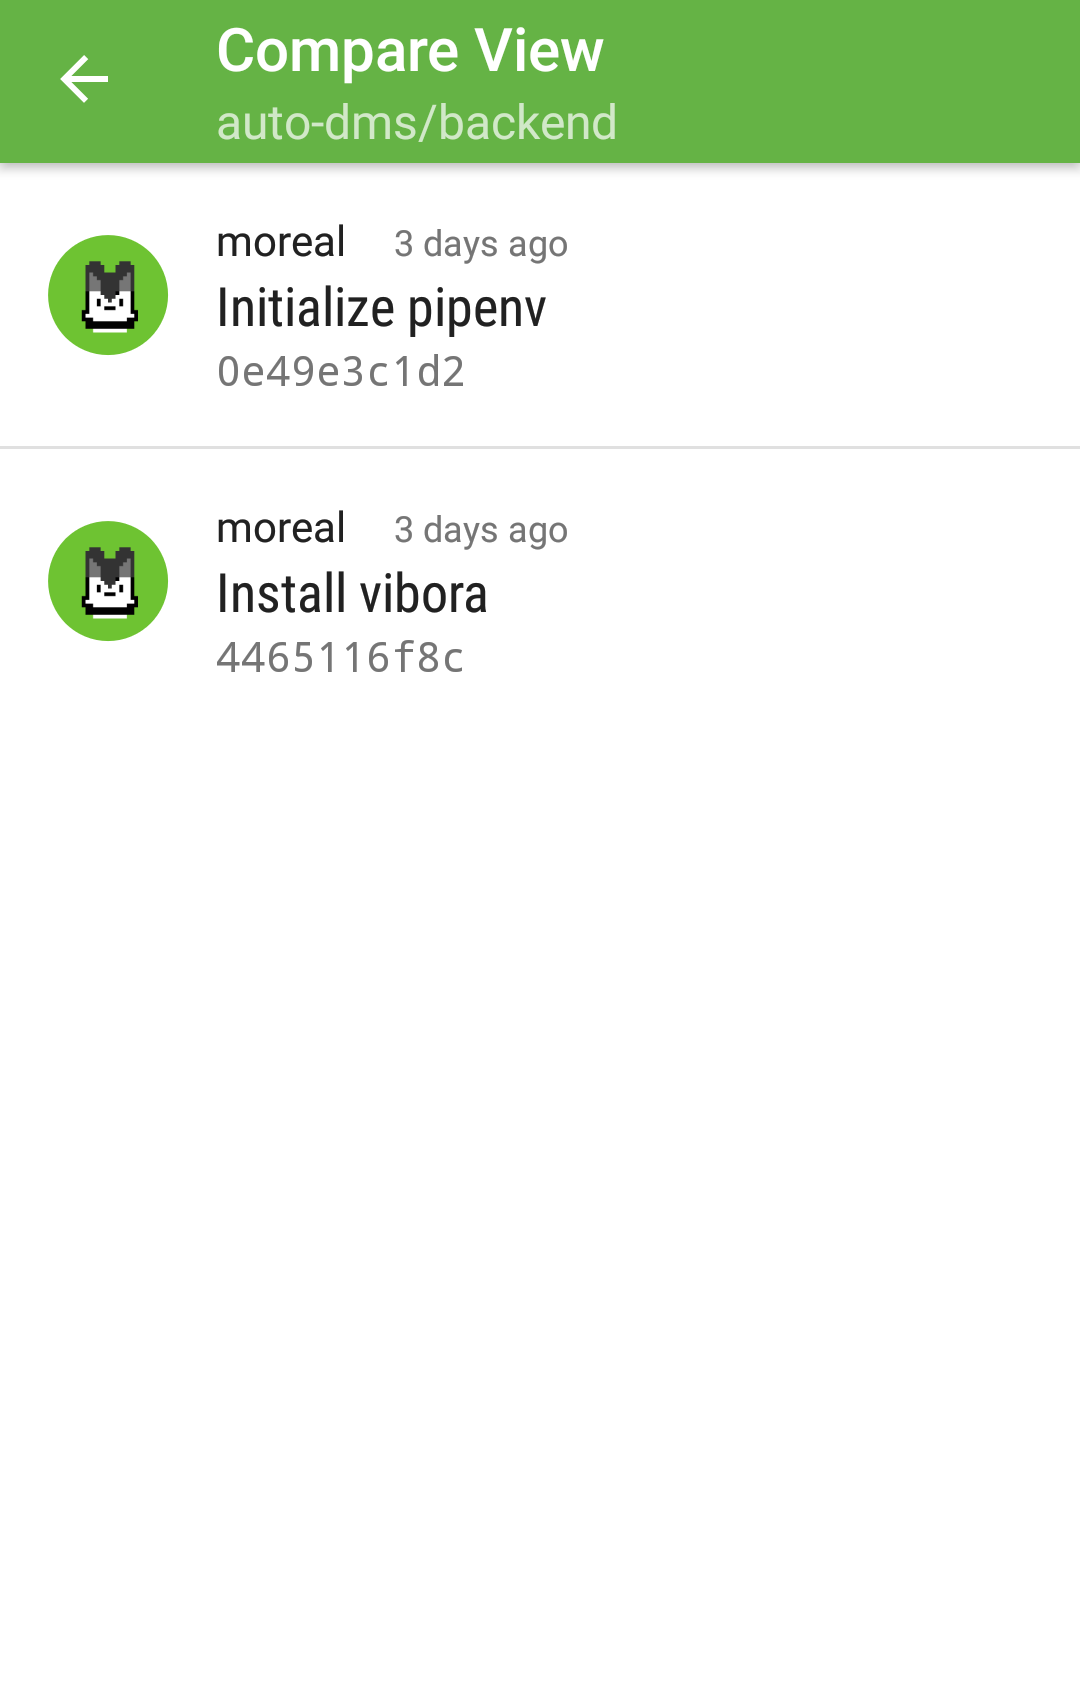 Compare View
auto-dms/backend
moreal 3 days ago
Initialize pipenv
0e49e3c1d2
moreal 3 days ago
Install vibora
4465116f8c